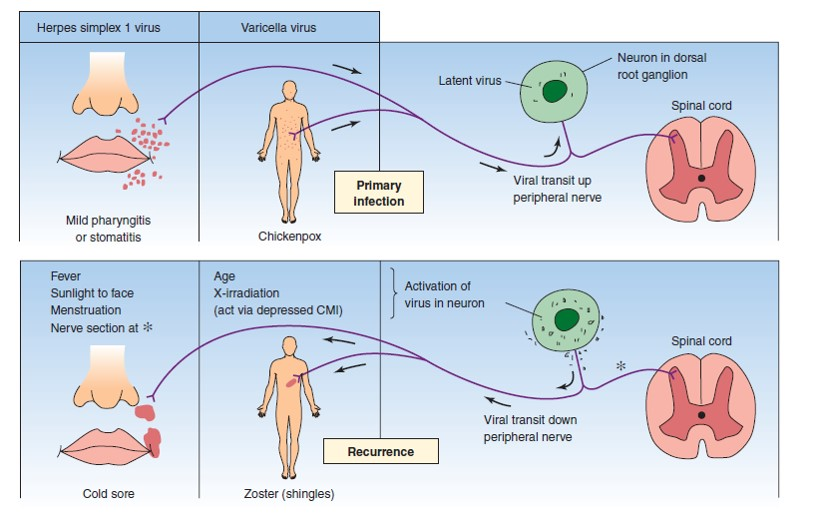 Herpes simplex 1 virus
Varicella virus
Latent virus
Neuron in dorsal
root ganglion
Spinal cord
Primary
infection
Viral transit up
peripheral nerve
Mild pharyngitis
or stomatitis
Chickenpox
Fever
Sunlight to face
Menstruation
Nerve section at *
Age
X-irradiation
(act via depressed CMI)
Activation of
virus in neuron
Spinal cord
*
Viral transit down
peripheral nerve
Recurrence
Cold sore
Zoster (shingles)